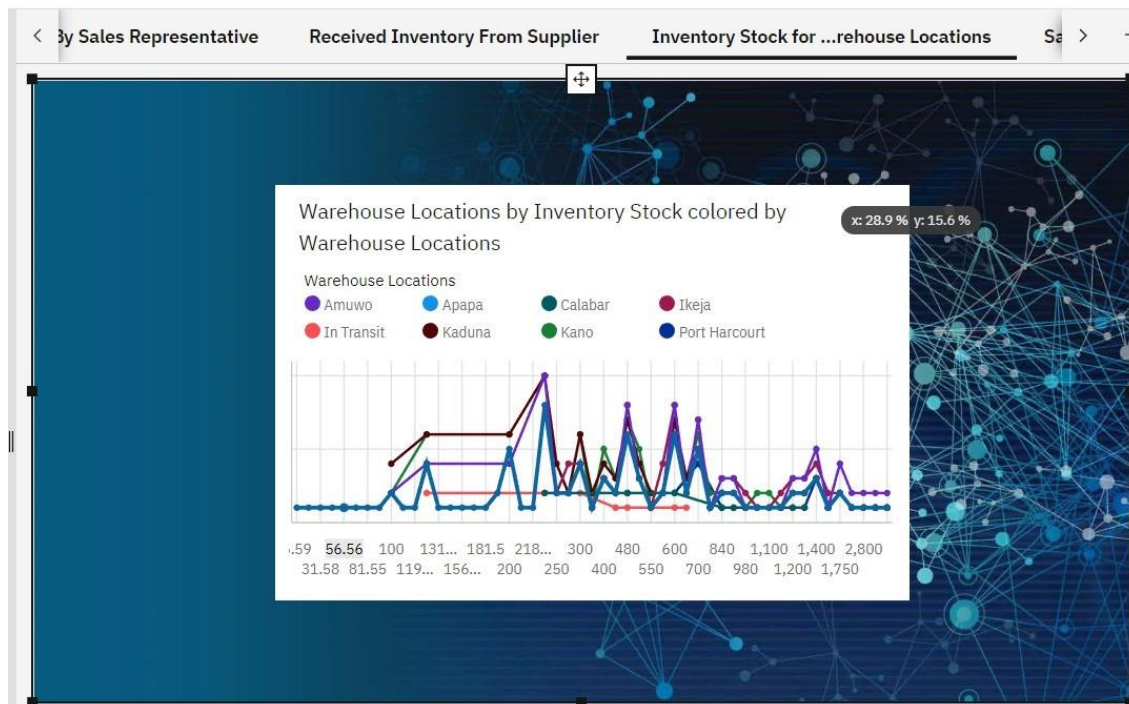 By Sales Representative Received Inventory From Supplier Inventory Stock for ...rehouse Locations Sa
x: 28.9 % y: 15.6 %
Warehouse Locations by Inventory Stock colored by
Warehouse Locations
Warehouse Locations
Amuwo Apapa Calabar Ikeja
In Transit Kaduna Kano Port Harcourt
.59 56.56 100 131... 181.5 218... 300 480 600 840 1,100 1,400 2,800
31.58 81.55 119... 156... 200 250 400 550 700 980 1,200 1,750